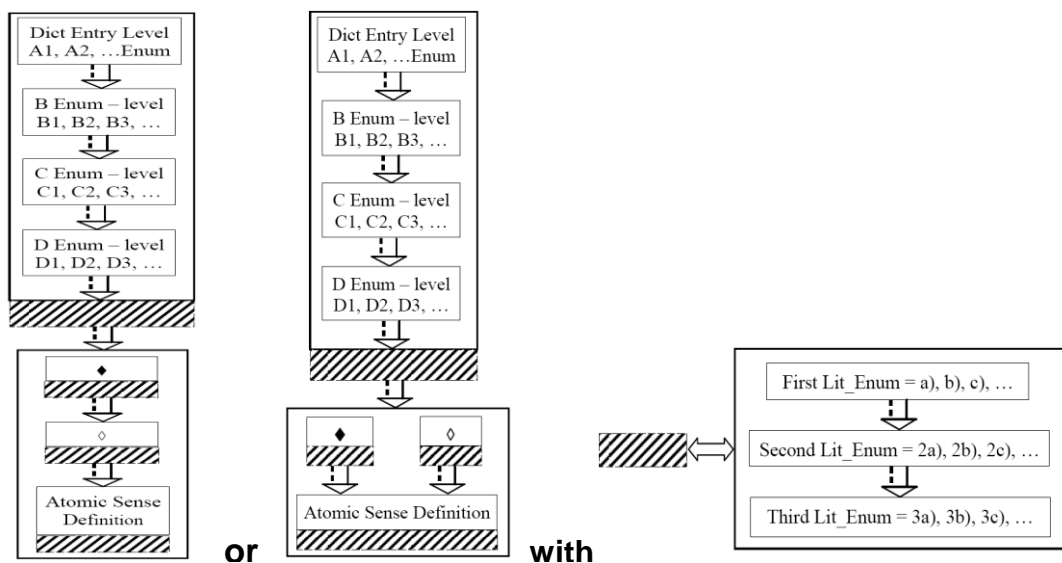 Dict Entry Level
A1, A2, …Enum
B Enum – level
B1, B2, B3, …
C Enum – level
C1, C2, C3, …
D Enum – level
D1, D2, D3, …
♦
◊
Atomic Sense
Definition
or
Dict Entry Level
A1, A2, …Enum
B Enum – level
B1, B2, B3, …
C Enum – level
C1, C2, C3, …
D Enum – level
D1, D2, D3, …
♦ ◊
Atomic Sense Definition
with
First Lit_Enum = a), b), c), …
Second Lit_Enum = 2a), 2b), 2c), …
Third Lit_Enum = 3a), 3b), 3c), …